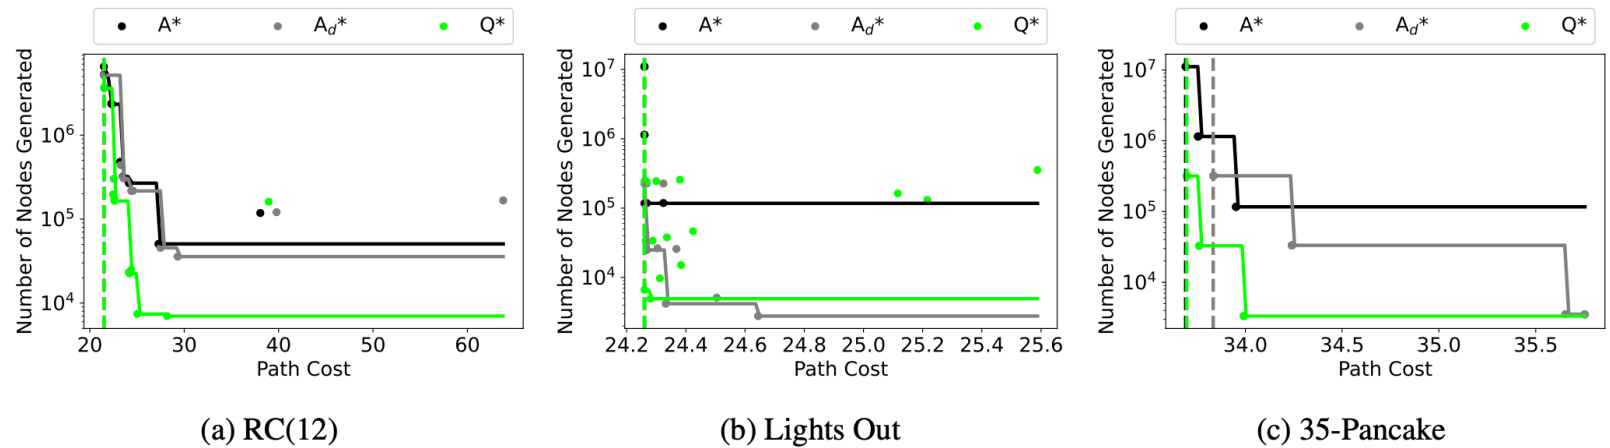 A* A_d* Q*
A* A_d* Q*
A* A_d* Q*
Number of Nodes Generated
10^6
10^5
10^4
20 30 40 50 60
Path Cost
Number of Nodes Generated
10^7
10^6
10^5
10^4
24.2 24.4 24.6 24.8 25.0 25.2 25.4 25.6
Path Cost
Number of Nodes Generated
10^7
10^6
10^5
10^4
34.0 34.5 35.0 35.5
Path Cost
(a) RC(12)
(b) Lights Out
(c) 35-Pancake